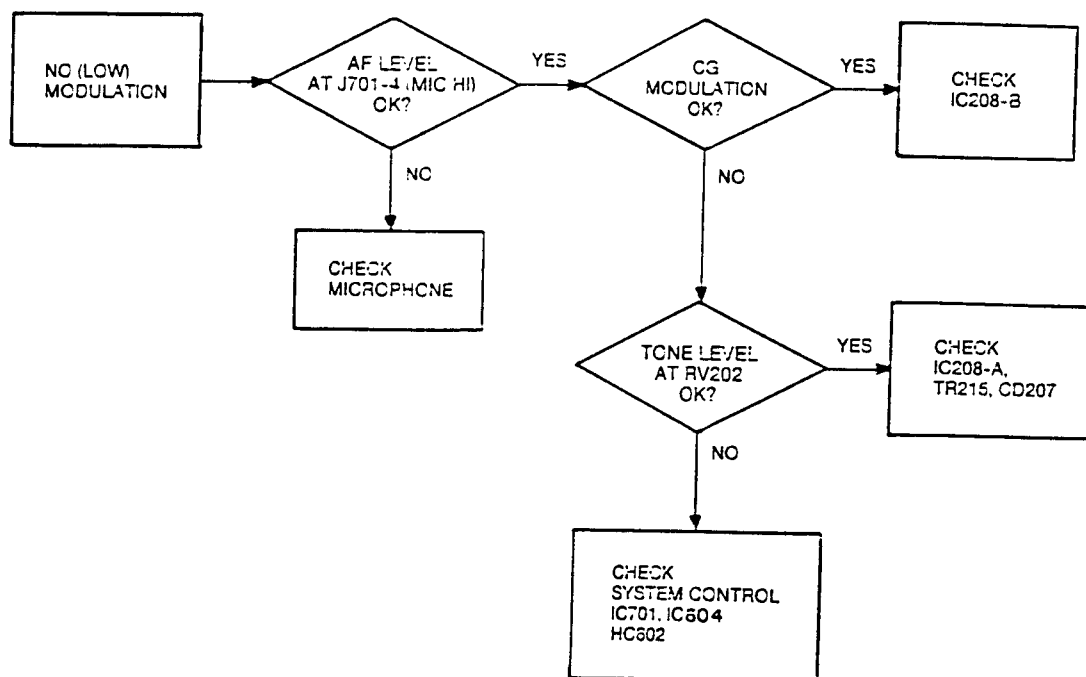 NO (LOW)
MODULATION
AF LEVEL
AT J701-4 (MIC HI)
OK?
YES
CG
MODULATION
OK?
YES
CHECK
IC208-B
NO
CHECK
MICROPHONE
NO
TONE LEVEL
AT RV202
OK?
YES
CHECK
IC208-A,
TR215, CD207
NO
CHECK
SYSTEM CONTROL
IC701, IC604
HC602